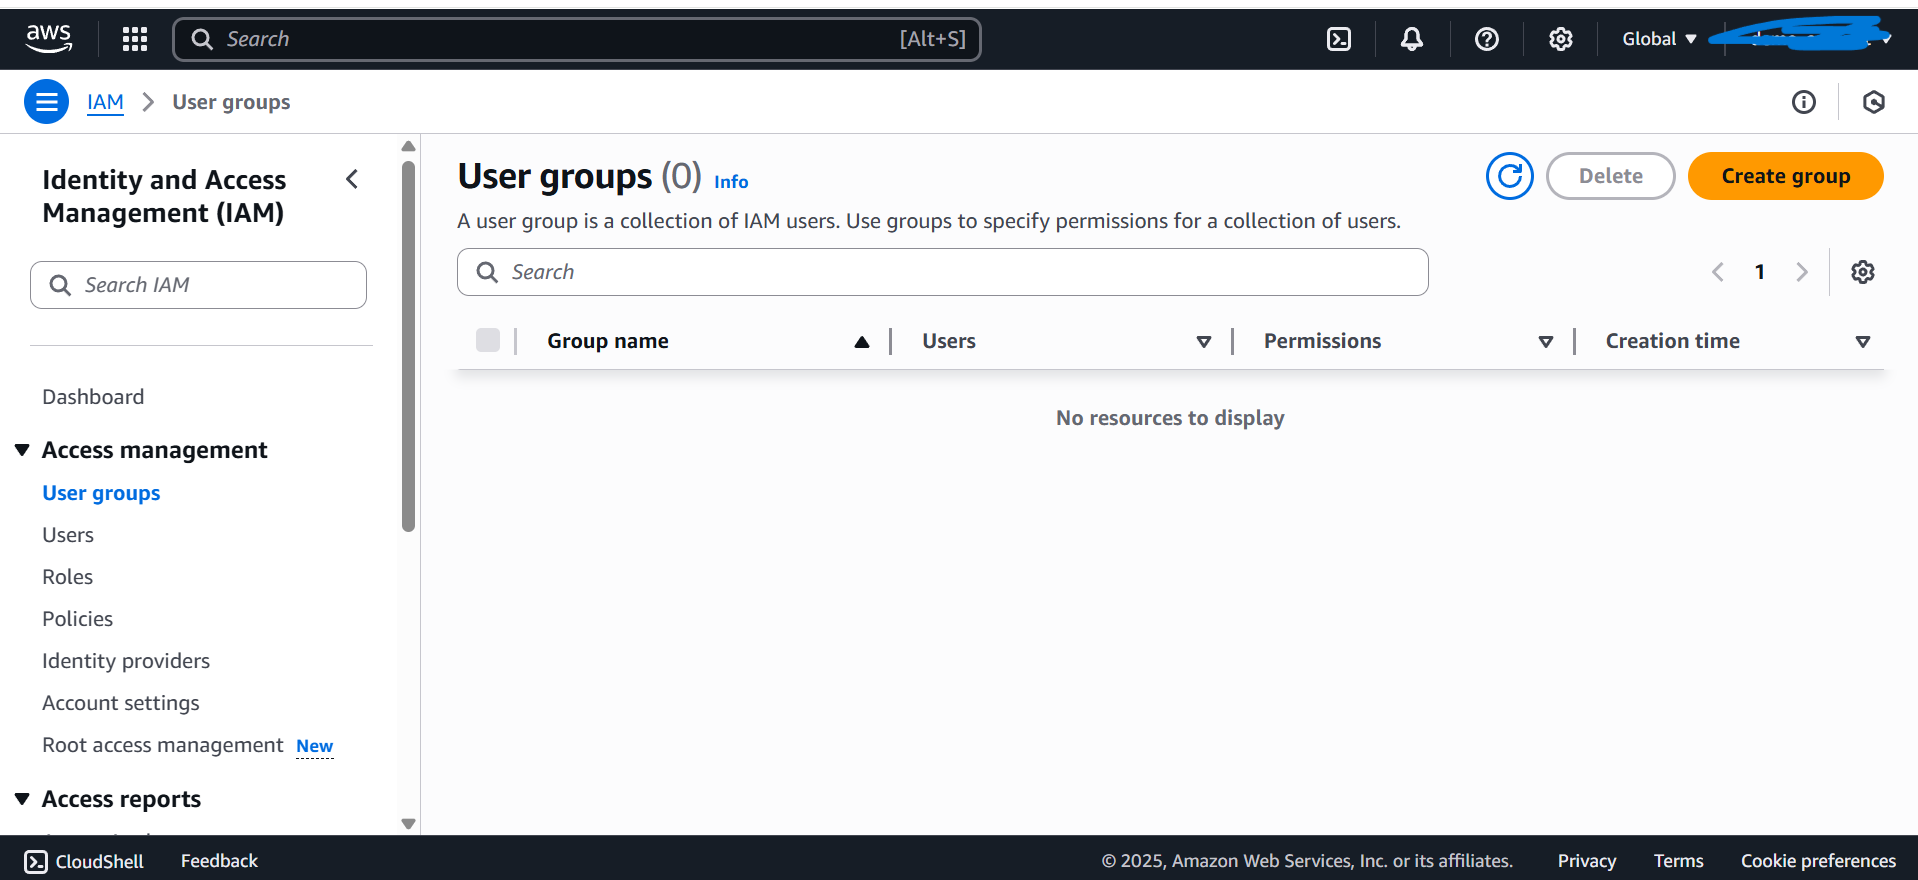 aws
Search [Alt+S]
Global
IAM > User groups
Identity and Access
Management (IAM)
Search IAM
Dashboard
Access management
User groups
Users
Roles
Policies
Identity providers
Account settings
Root access management New
Access reports
User groups (0) Info
Delete
Create group
A user group is a collection of IAM users. Use groups to specify permissions for a collection of users.
Search
1
Group name Users Permissions Creation time
No resources to display
CloudShell Feedback © 2025, Amazon Web Services, Inc. or its affiliates. Privacy Terms Cookie preferences